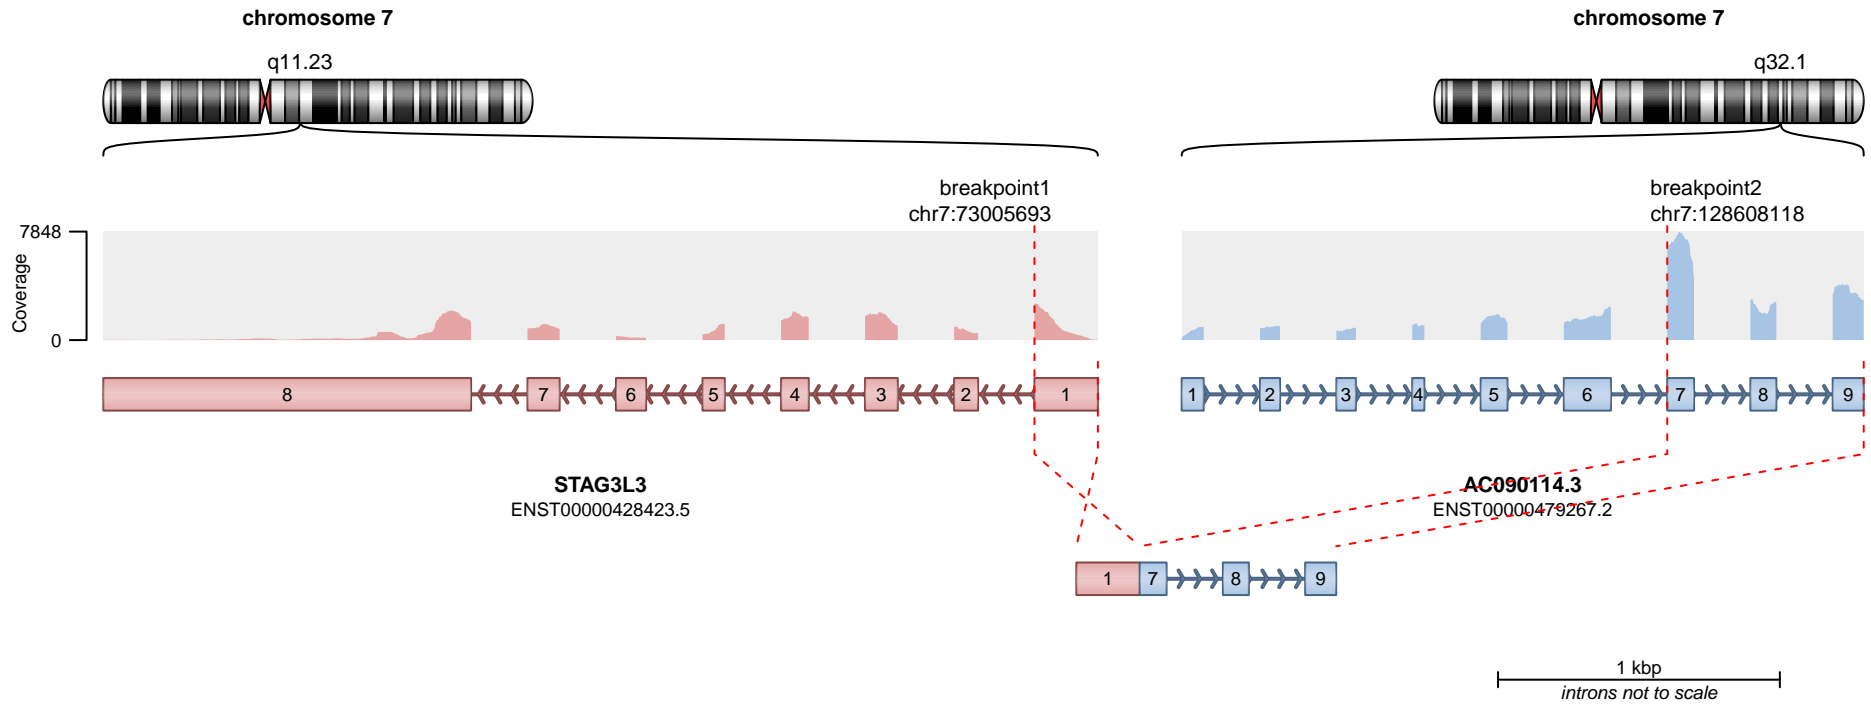 chromosome 7
chromosome 7
q11.23
q32.1
breakpoint1
chr7:73005693
breakpoint2
chr7:128608118
7848
Coverage
0
8 7 6 5 4 3 2 1
1 2 3 4 5 6 7 8 9
STAG3L3
ENST00000428423.5
AC090114.3
ENST00000479267.2
1 7 8 9
1 kbp
introns not to scale